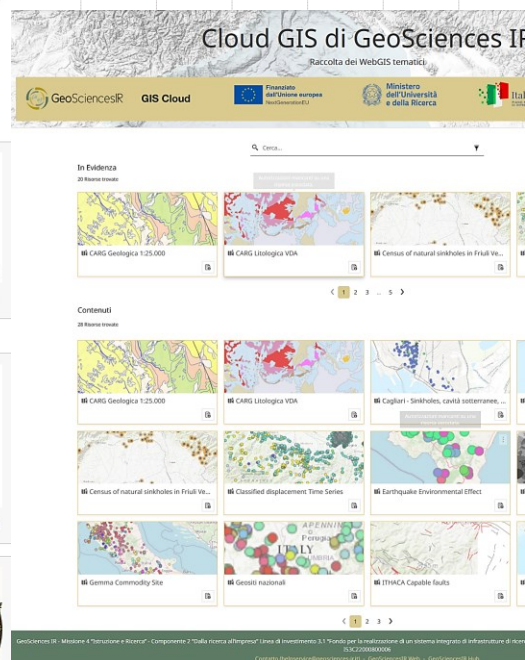 Cloud GIS di GeoSciences IR
Raccolta dei WebGIS tematici
GeoSciencesIR GIS Cloud
Finanziato
dall'Unione europea
NextGenerationEU
Ministero
dell'Università
e della Ricerca
Ital
Cerca...
In Evidenza
20 Risorse trovate
CARG Geologica 1:25.000
CARG Litologica VDA
Census of natural sinkholes in Friuli Ve...
1 2 3 ... 5
Contenuti
28 Risorse trovate
CARG Geologica 1:25.000
CARG Litologica VDA
Cagliari - Sinkholes, cavità sotterranee, ...
Census of natural sinkholes in Friuli Ve...
Classified displacement Time Series
Earthquake Environmental Effect
APENNIN
Perugia
ITALY
UMBRIA
Gemma Commodity Site
Geositi nazionali
ITHACA Capable faults
1 2 3
GeoSciences IR - Missione 4 "Istruzione e Ricerca" - Componente 2 "Dalla ricerca all'impresa" Linea di investimento 3.1 "Fondo per la realizzazione di un sistema integrato di infrastrutture di ricer
GeoSciencesIR Web - GeoSciencesIR Hub